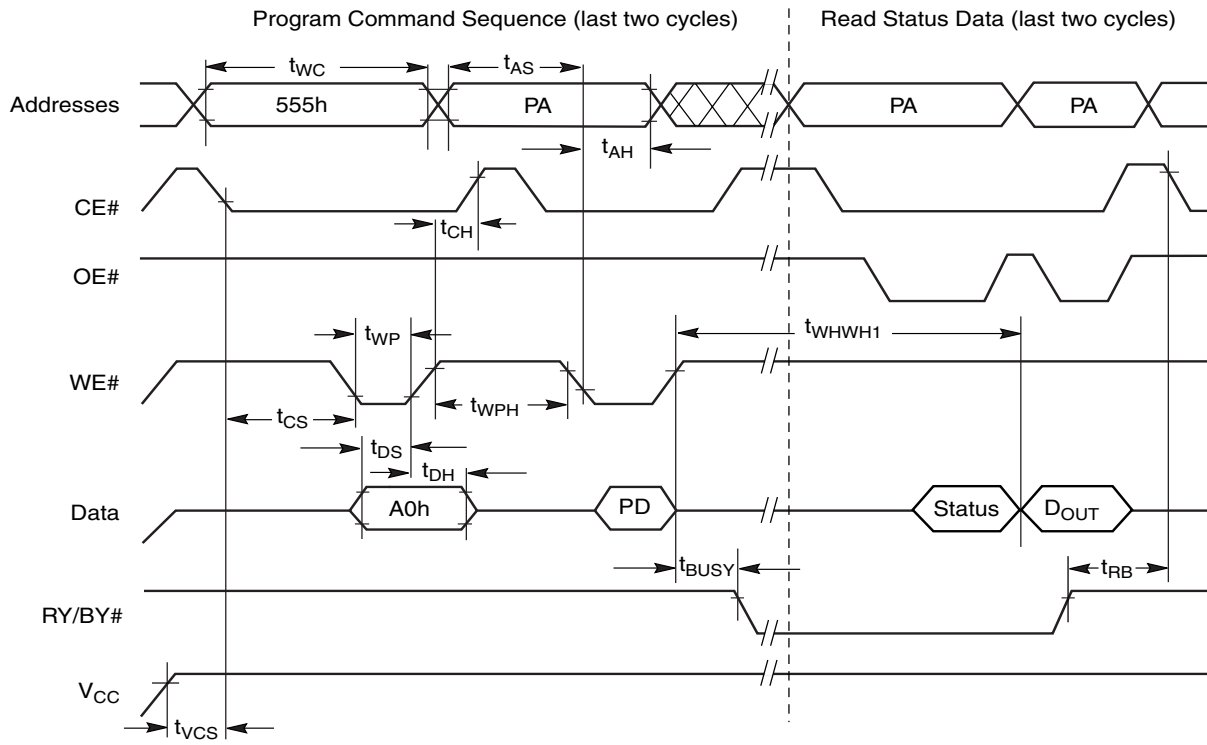 Program Command Sequence (last two cycles)
Read Status Data (last two cycles)
tWC
tAS
Addresses
555h
PA
PA
PA
tAH
CE#
tCH
OE#
tWP
tWHWH1
WE#
tCS
tWPH
tDS
tDH
Data
A0h
PD
Status
DOUT
tBUSY
tRB
RY/BY#
VCC
tVCS